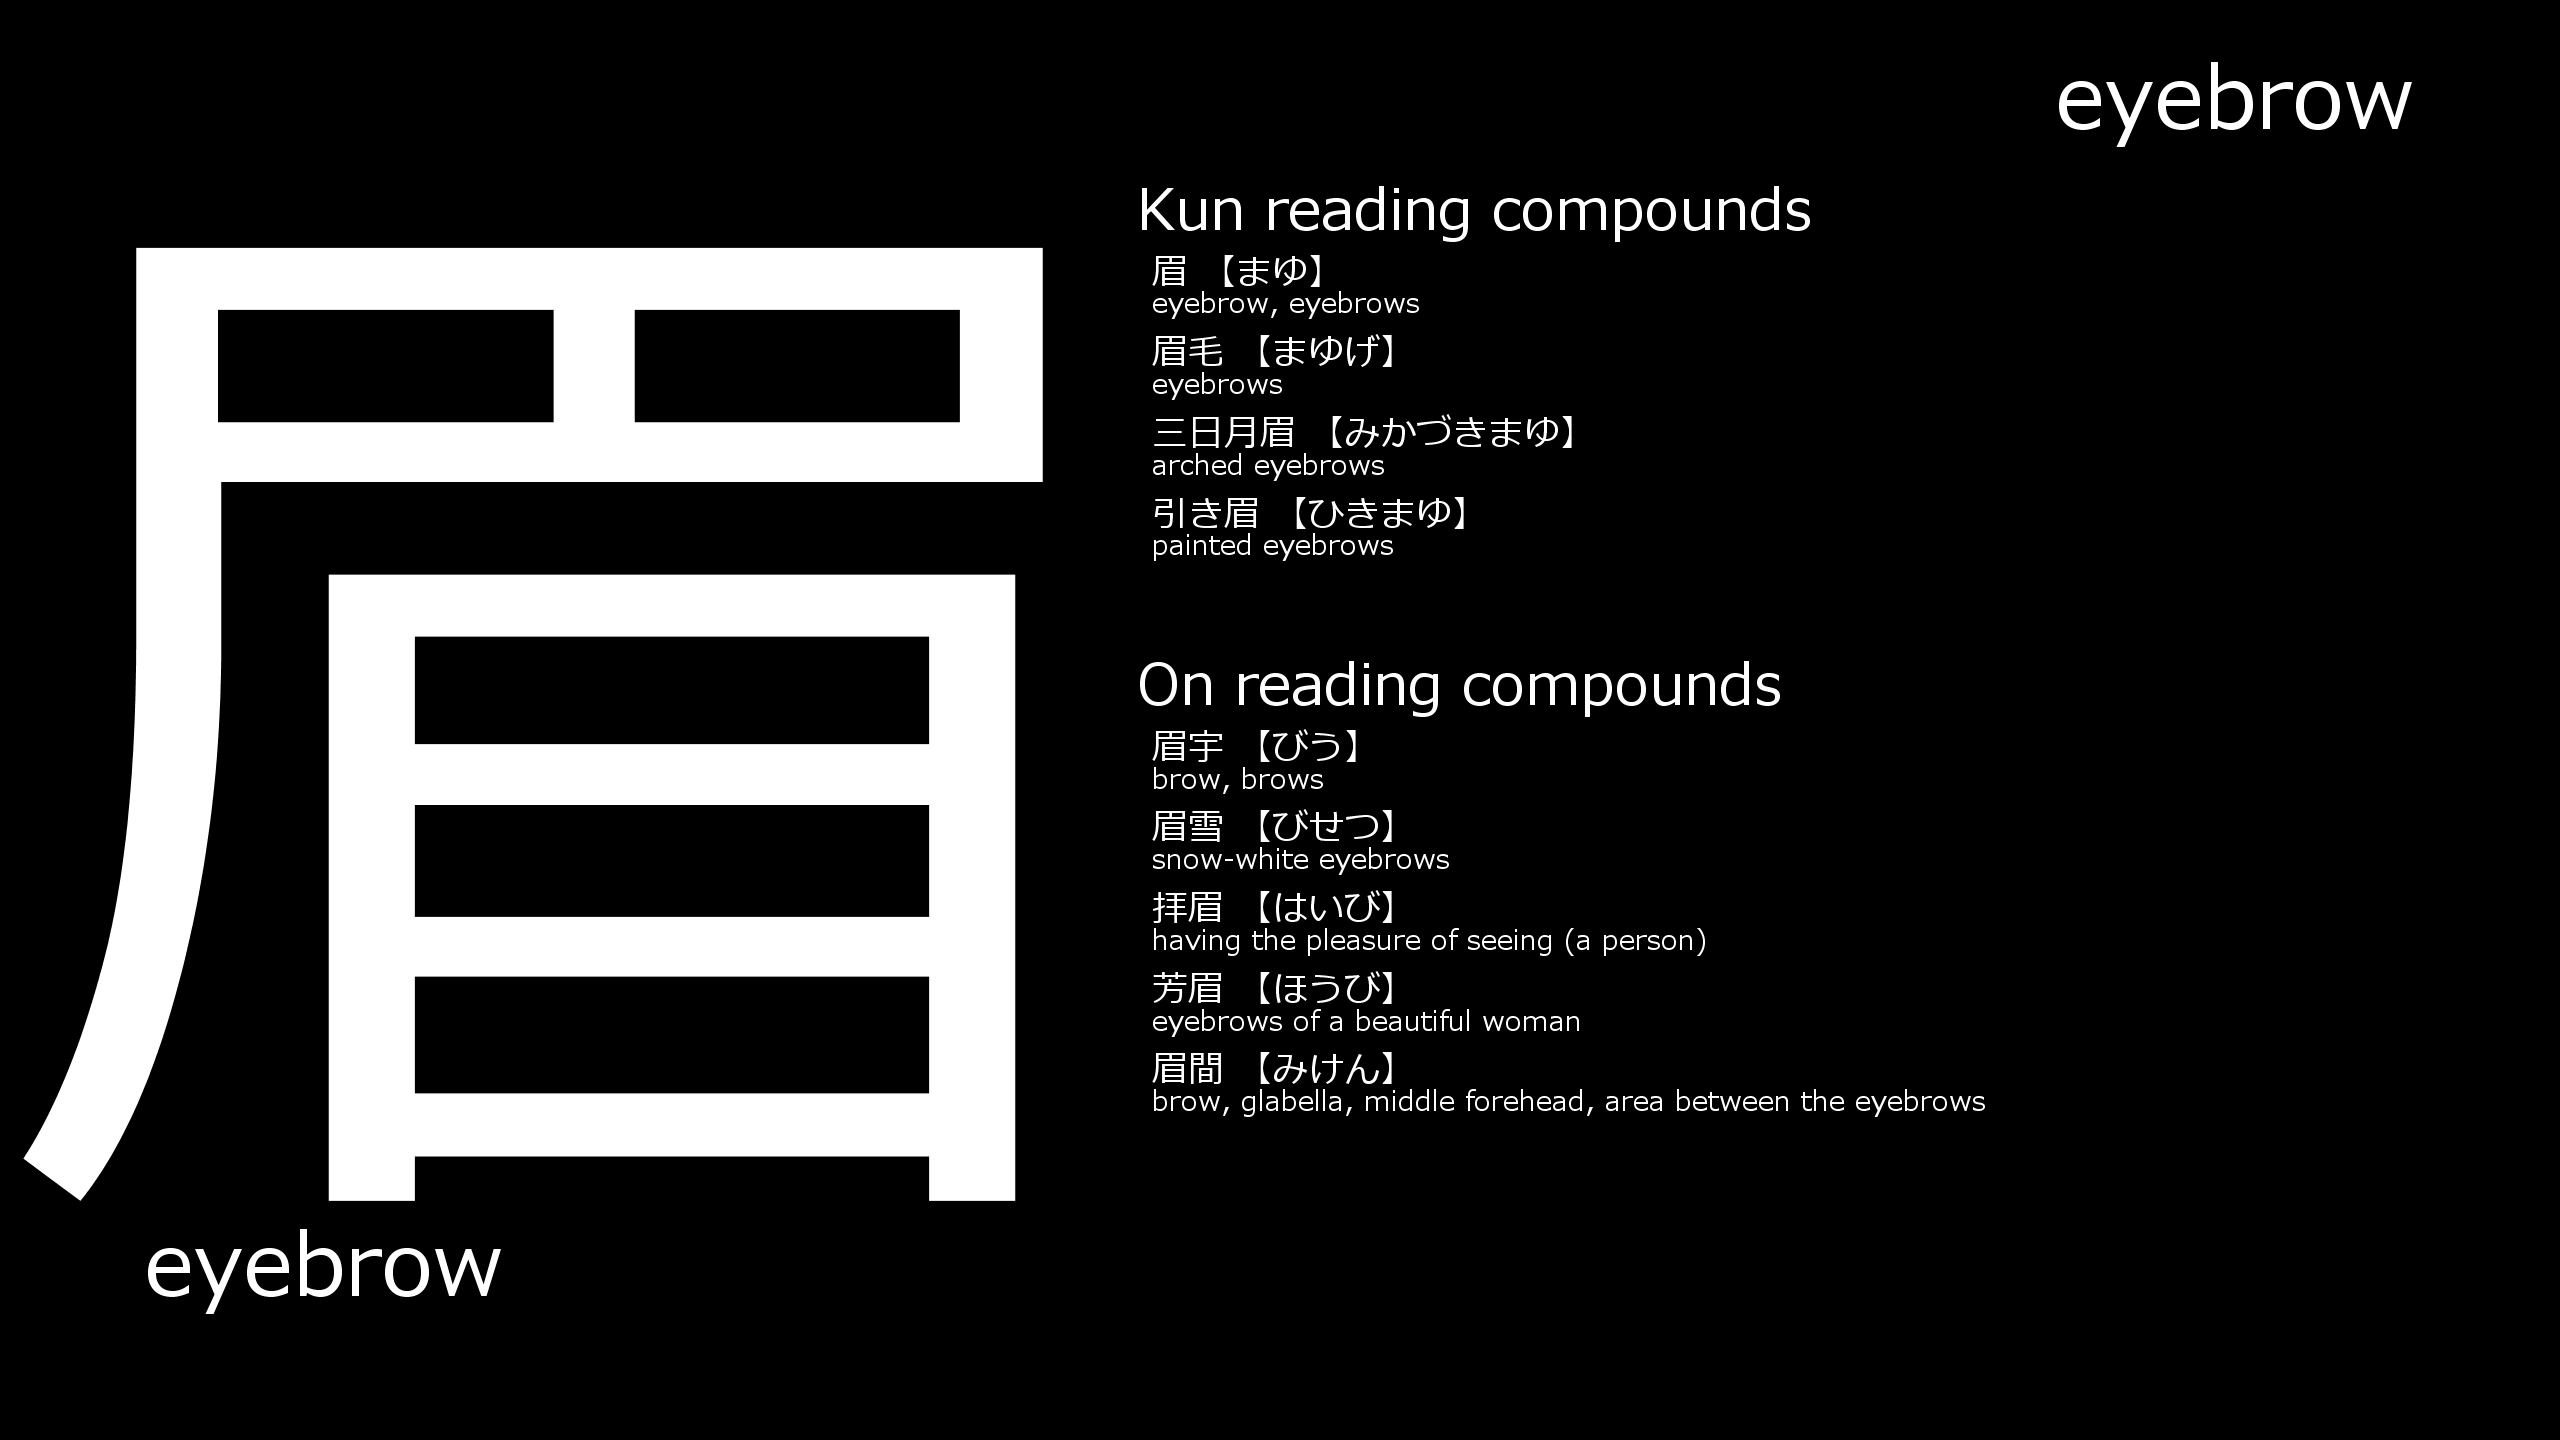 eyebrow
眉
eyebrow
Kun reading compounds
眉 【まゆ】
eyebrow, eyebrows
眉毛 【まゆげ】
eyebrows
三日月眉 【みかづきまゆ】
arched eyebrows
引き眉 【ひきまゆ】
painted eyebrows
On reading compounds
眉宇 【びう】
brow, brows
眉雪 【びせつ】
snow-white eyebrows
拝眉 【はいび】
having the pleasure of seeing (a person)
芳眉 【ほうび】
eyebrows of a beautiful woman
眉間 【みけん】
brow, glabella, middle forehead, area between the eyebrows